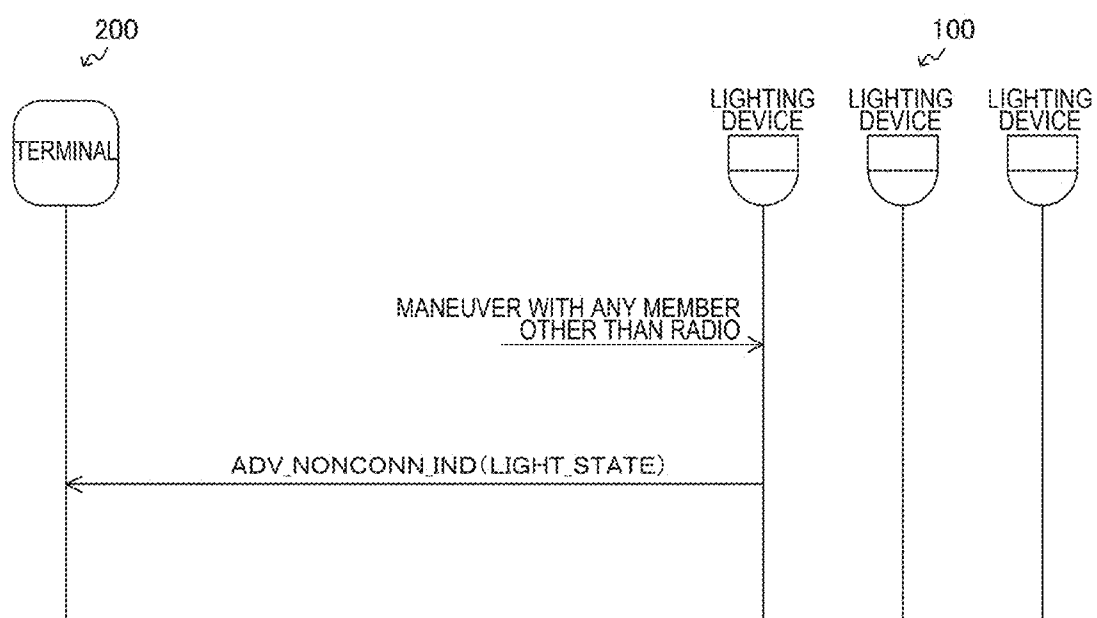 200
100
TERMINAL
LIGHTING
DEVICE
LIGHTING
DEVICE
LIGHTING
DEVICE
MANEUVER WITH ANY MEMBER
OTHER THAN RADIO
ADV_NONCONN_IND(LIGHT_STATE)